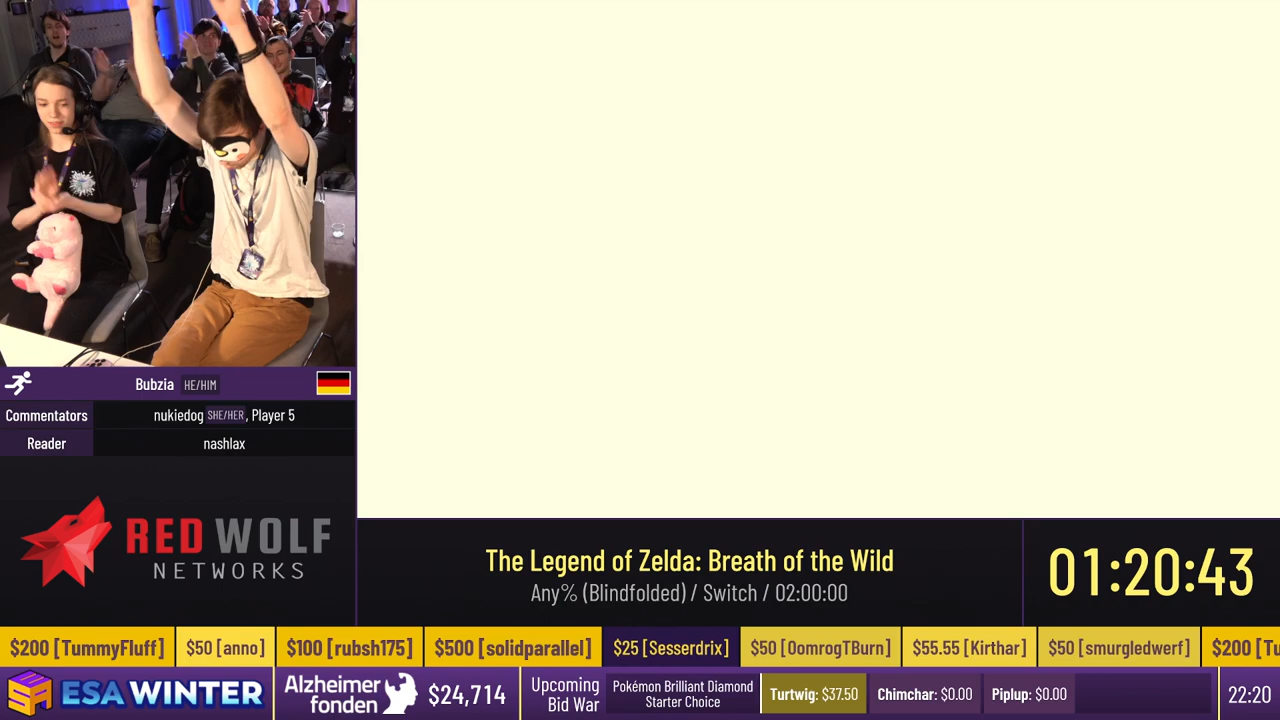 Bubzia HE/HIM
Commentators nukiedog SHE/HER, Player 5
Reader nashlax
RED WOLF
NETWORKS
The Legend of Zelda: Breath of the Wild
Any% (Blindfolded) / Switch / 02:00:00
01:20:43
$200 [TummyFluff] $50 [anno] $100 [rubsh175] $500 [solidparallel] $25 [Sesserdrix] $50 [OomrogTBurn] $55.55 [Kirthar] $50 [smurgledwerf] $200 [Tu
ESA WINTER
Alzheimer
fonden
$24,714
Upcoming
Bid War
Pokémon Brilliant Diamond
Starter Choice
Turtwig: $37.50 Chimchar: $0.00 Piplup: $0.00
22:20